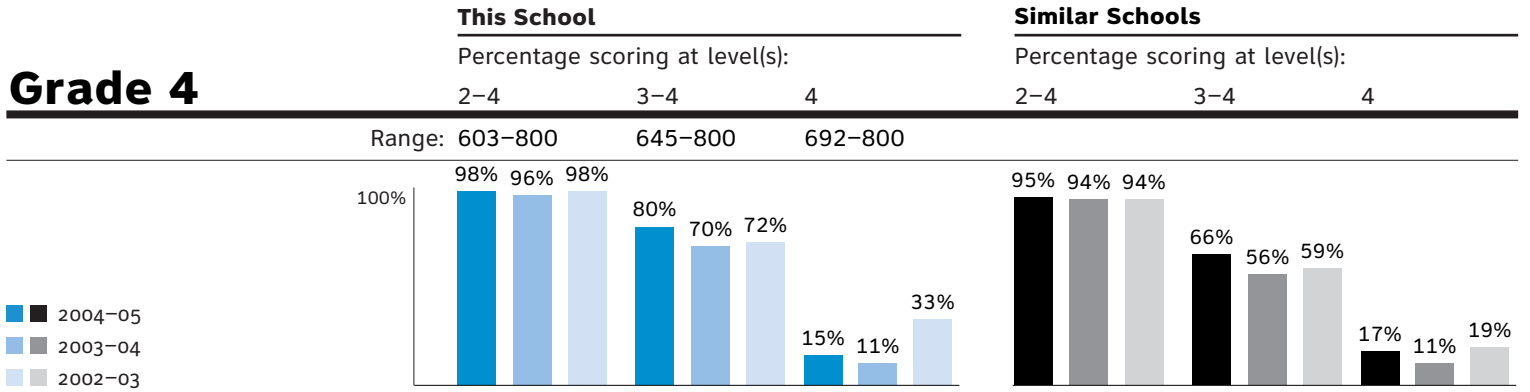 This School
Similar Schools
Percentage scoring at level(s):
Percentage scoring at level(s):
Grade 4
2–4 3–4 4
2–4 3–4 4
Range: 603–800 645–800 692–800
100%
98% 96% 98%
80% 70% 72%
15% 11% 33%
95% 94% 94%
66% 56% 59%
17% 11% 19%
2004–05
2003–04
2002–03